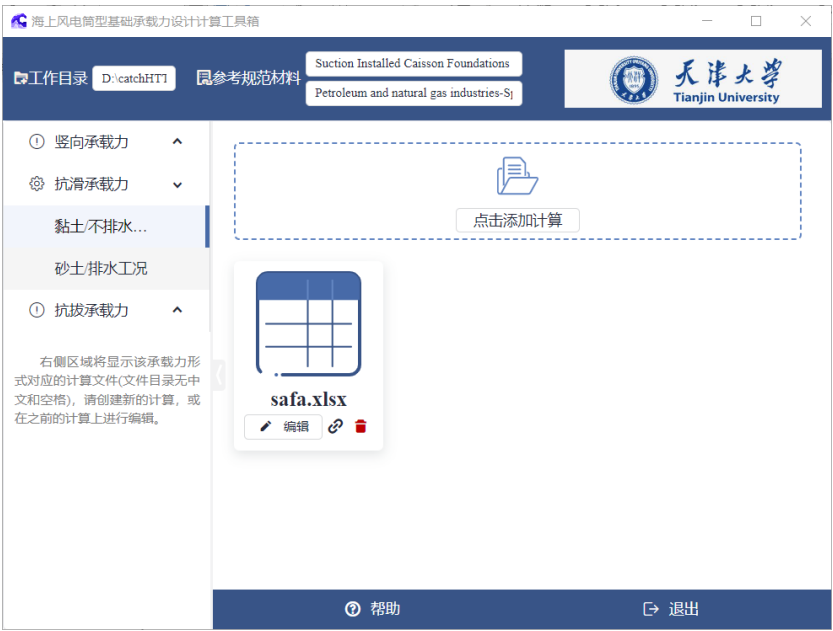 海上风电筒型基础承载力设计计算工具箱
工作目录 D:\catchHTT 参考规范材料
Suction Installed Caisson Foundations
Petroleum and natural gas industries-Sp
天津大学
Tianjin University
竖向承载力
抗滑承载力
黏土/不排水...
砂土/排水工况
抗拔承载力
右侧区域将显示该承载力形
式对应的计算文件(文件目录无中
文和空格)，请创建新的计算，或
在之前的计算上进行编辑。
点击添加计算
safa.xlsx
编辑
帮助 退出